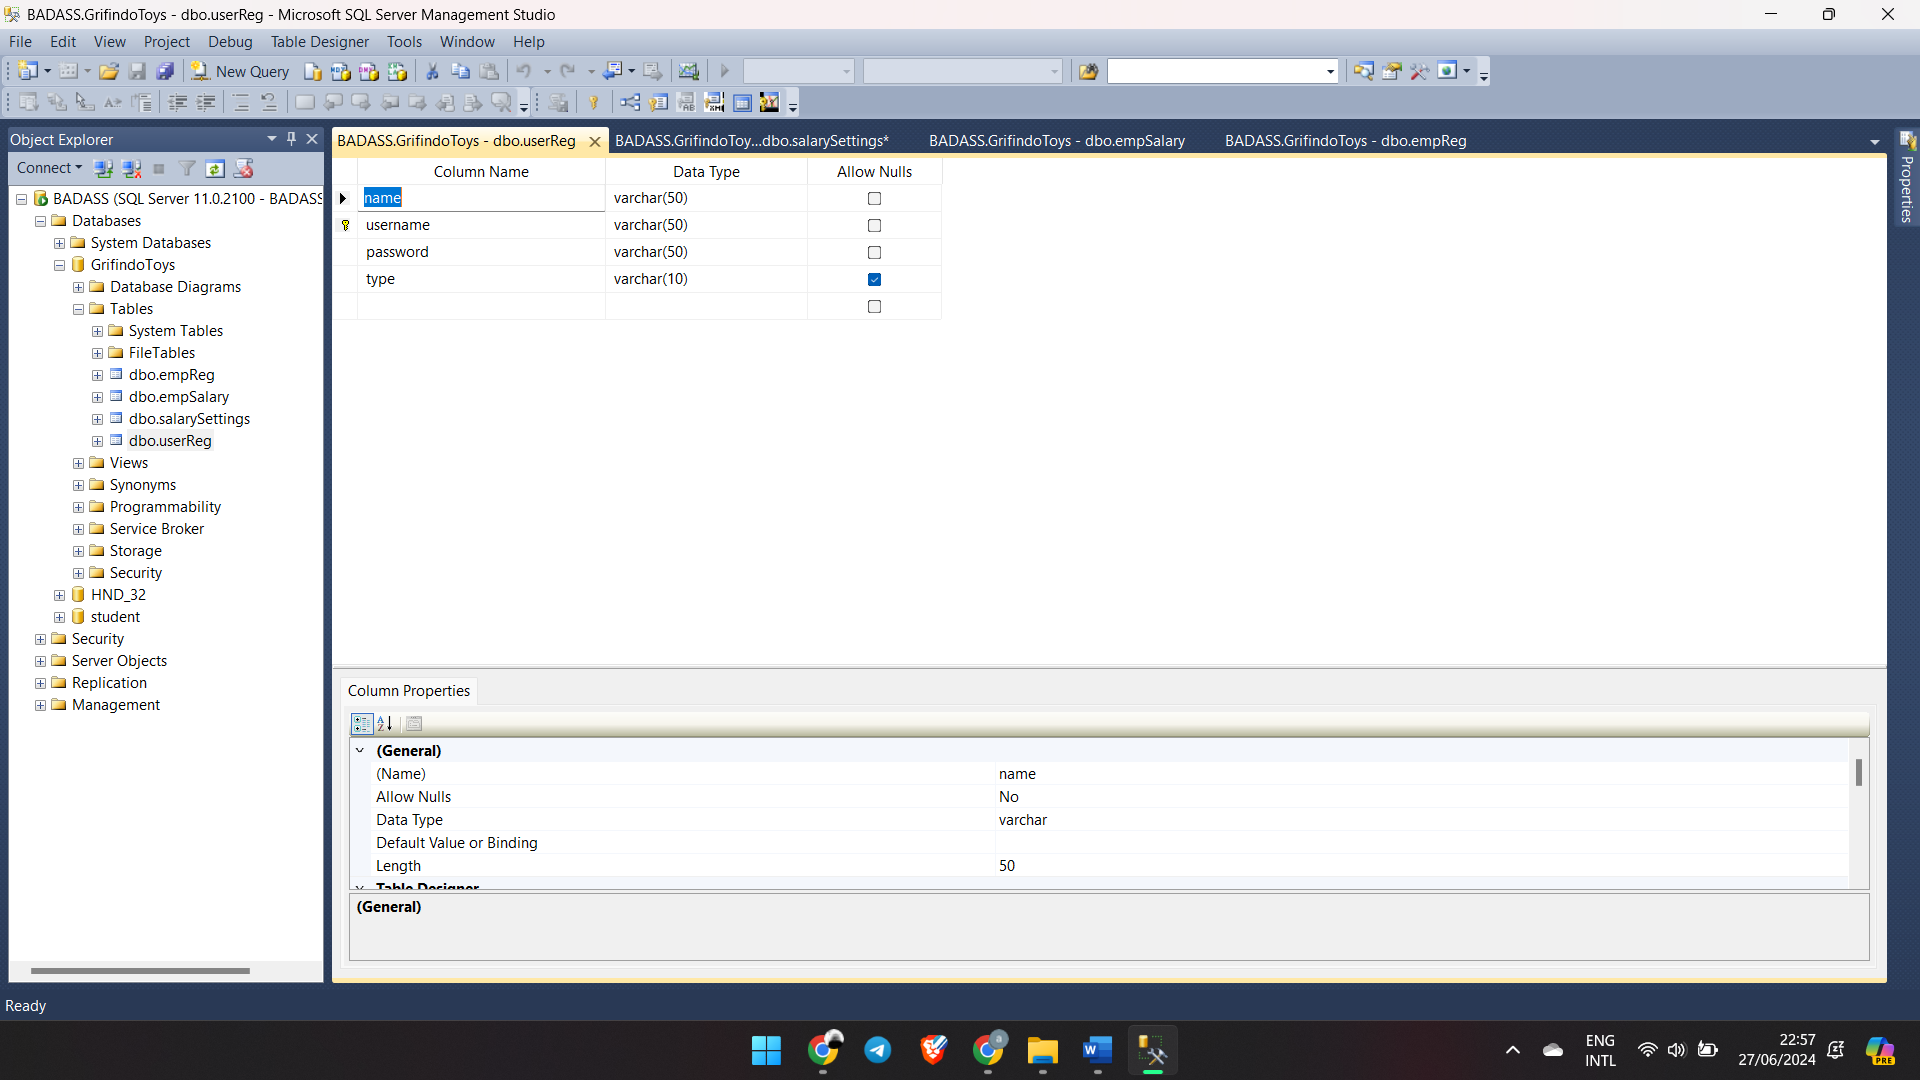 BADASS.GrifindoToys - dbo.userReg - Microsoft SQL Server Management Studio
File Edit View Project Debug Table Designer Tools Window Help
New Query
Object Explorer
BADASS.GrifindoToys - dbo.userReg
BADASS.GrifindoToy...dbo.salarySettings*
BADASS.GrifindoToys - dbo.empSalary
BADASS.GrifindoToys - dbo.empReg
Connect
BADASS (SQL Server 11.0.2100 - BADASS
Databases
System Databases
GrifindoToys
Database Diagrams
Tables
System Tables
FileTables
dbo.empReg
dbo.empSalary
dbo.salarySettings
dbo.userReg
Views
Synonyms
Programmability
Service Broker
Storage
Security
HND_32
student
Security
Server Objects
Replication
Management
Column Name Data Type Allow Nulls
name varchar(50)
username varchar(50)
password varchar(50)
type varchar(10)
Properties
Column Properties
(General)
(Name) name
Allow Nulls No
Data Type varchar
Default Value or Binding
Length 50
Table Designer
(General)
Ready
ENG
INTL
22:57
27/06/2024
PRE